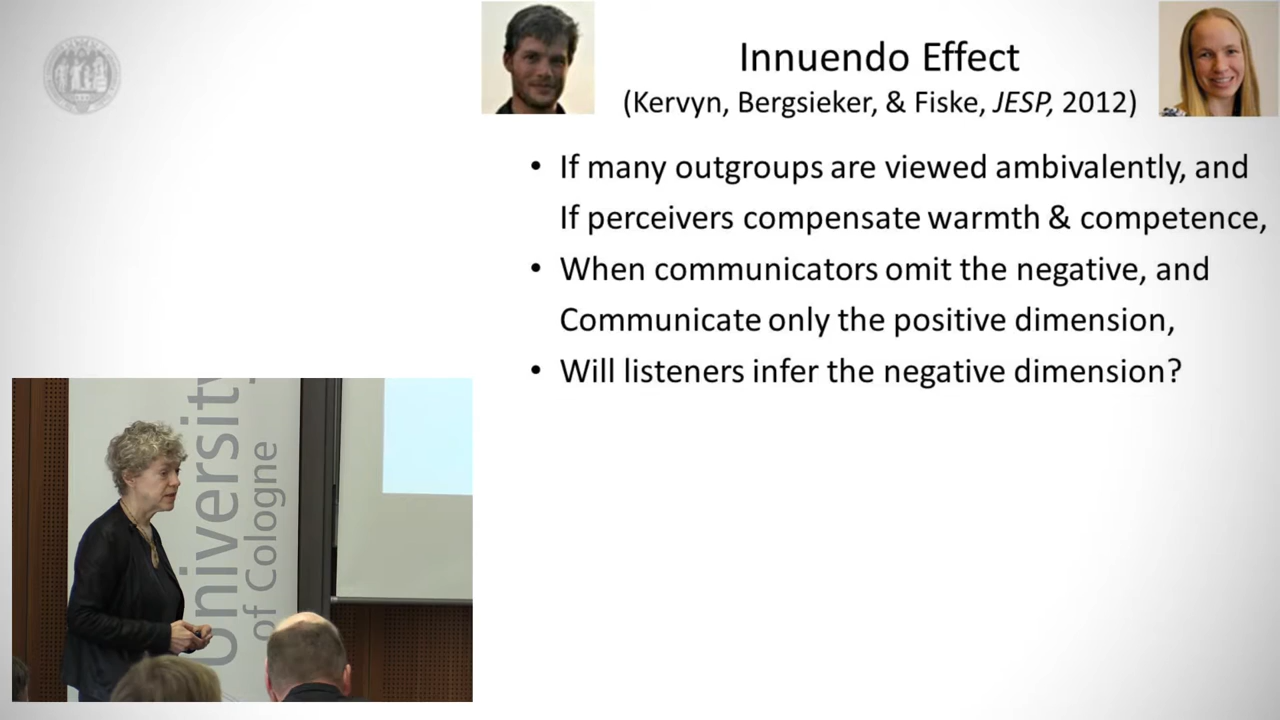 Innuendo Effect
(Kervyn, Bergsieker, & Fiske, JESP, 2012)
• If many outgroups are viewed ambivalently, and
If perceivers compensate warmth & competence,
• When communicators omit the negative, and
Communicate only the positive dimension,
• Will listeners infer the negative dimension?
University
of Cologne